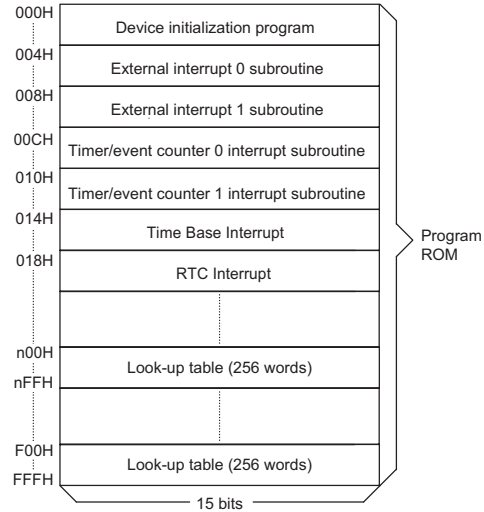 000H
Device initialization program
004H
External interrupt 0 subroutine
008H
External interrupt 1 subroutine
00CH
Timer/event counter 0 interrupt subroutine
010H
Timer/event counter 1 interrupt subroutine
014H
Time Base Interrupt
018H
RTC Interrupt
Program
ROM
n00H
Look-up table (256 words)
nFFH
F00H
Look-up table (256 words)
FFFH
15 bits